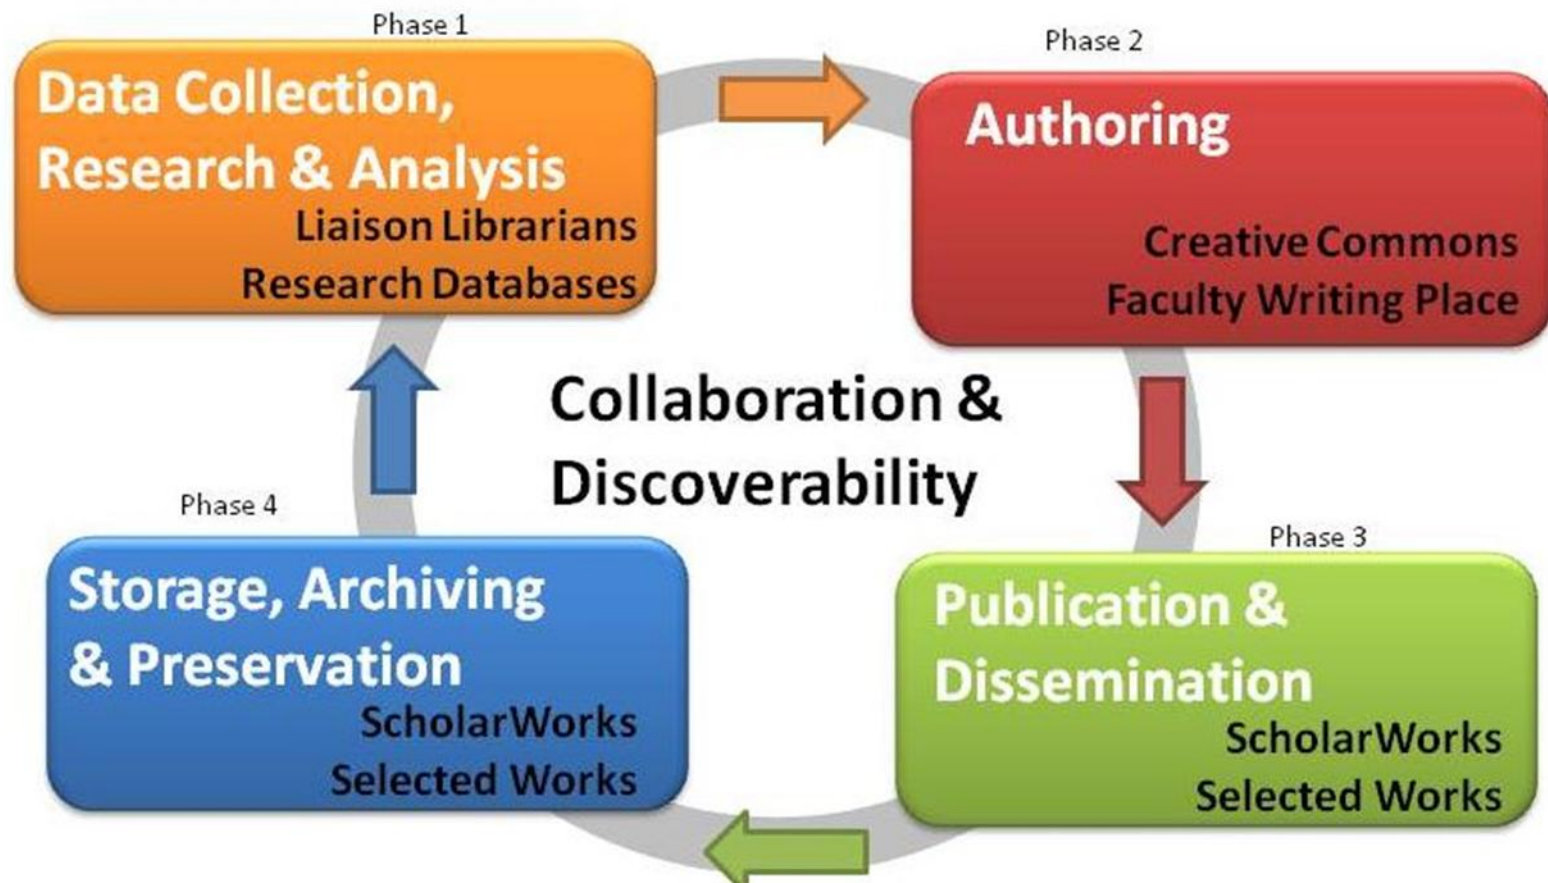 Phase 1
Data Collection,
Research & Analysis
Liaison Librarians
Research Databases
Phase 2
Authoring
Creative Commons
Faculty Writing Place
Collaboration &
Discoverability
Phase 3
Publication &
Dissemination
ScholarWorks
Selected Works
Phase 4
Storage, Archiving
& Preservation
ScholarWorks
Selected Works